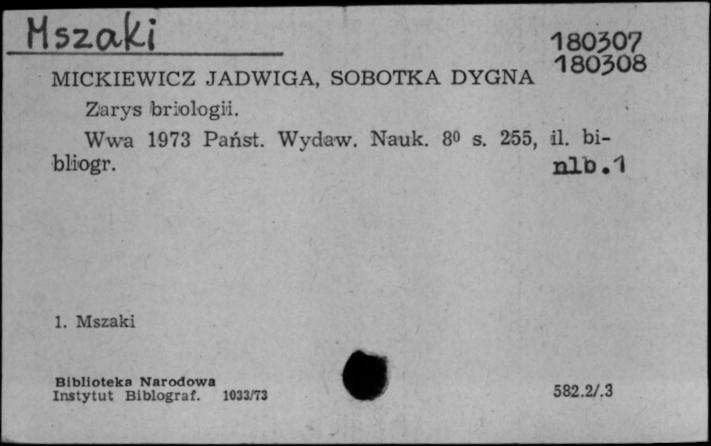 Mszaki
180307
180308
MICKIEWICZ JADWIGA, SOBOTKA DYGNA
Zarys briologii.
Wwa 1973 Państ. Wydaw. Nauk. 8⁰ s. 255, il. bi-
bliogr.
nlb.1
1. Mszaki
Biblioteka Narodowa
Instytut Bibliograf. 1033/73
582.2/.3